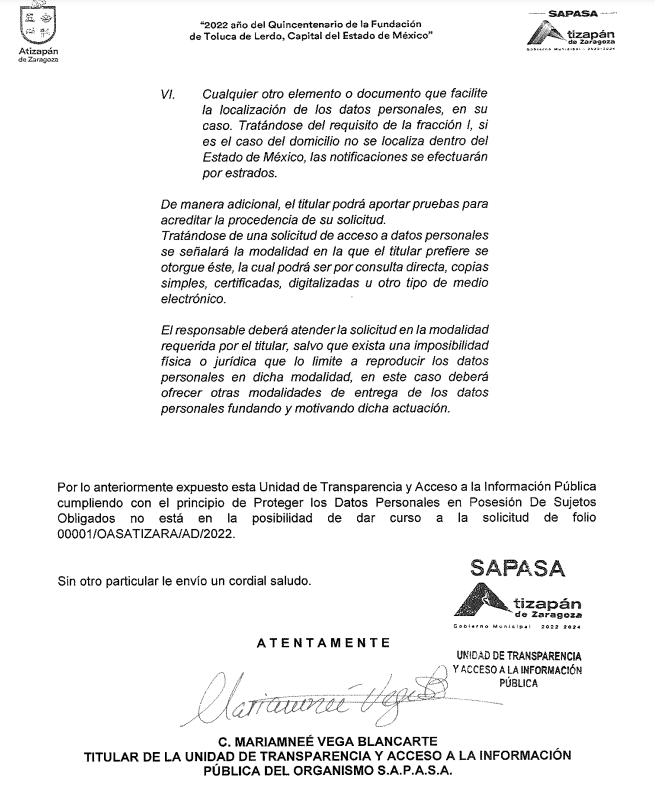 "2022 año del Quincentenario de la Fundación
de Toluca de Lerdo, Capital del Estado de México"
Atizapán
de Zaragoza
SAPASA
tizapán
de Zaragoza
Gobierno Municipal 2022-2024
VI. Cualquier otro elemento o documento que facilite
la localización de los datos personales, en su
caso. Tratándose del requisito de la fracción I, si
es el caso del domicilio no se localiza dentro del
Estado de México, las notificaciones se efectuarán
por estrados.
De manera adicional, el titular podrá aportar pruebas para
acreditar la procedencia de su solicitud.
Tratándose de una solicitud de acceso a datos personales
se señalará la modalidad en la que el titular prefiere se
otorgue éste, la cual podrá ser por consulta directa, copias
simples, certificadas, digitalizadas u otro tipo de medio
electrónico.
El responsable deberá atender la solicitud en la modalidad
requerida por el titular, salvo que exista una imposibilidad
física o jurídica que lo limite a reproducir los datos
personales en dicha modalidad, en este caso deberá
ofrecer otras modalidades de entrega de los datos
personales fundando y motivando dicha actuación.
Por lo anteriormente expuesto esta Unidad de Transparencia y Acceso a la Información Pública
cumpliendo con el principio de Proteger los Datos Personales en Posesión De Sujetos
Obligados no está en la posibilidad de dar curso a la solicitud de folio
00001/OASATIZARA/AD/2022.
Sin otro particular le envío un cordial saludo.
SAPASA
tizapán
de Zaragoza
Gobierno Municipal 2022 2024
UNIDAD DE TRANSPARENCIA
Y ACCESO A LA INFORMACIÓN
PÚBLICA
ATENTAMENTE
Mariamneé Vega B
C. MARIAMNEÉ VEGA BLANCARTE
TITULAR DE LA UNIDAD DE TRANSPARENCIA Y ACCESO A LA INFORMACIÓN
PÚBLICA DEL ORGANISMO S.A.P.A.S.A.